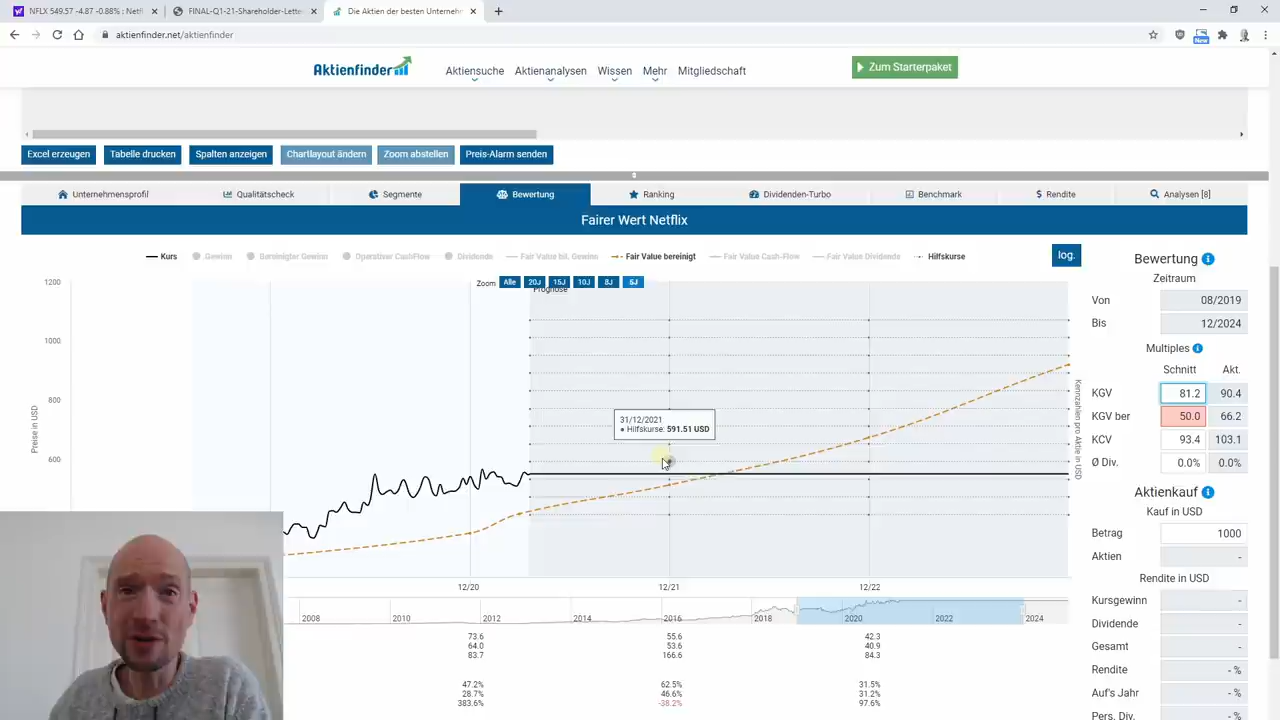 NFLX 549.57 -4.87 -0.88% : Netfl
FINAL-Q1-21-Shareholder-Lette
Die Aktien der besten Unternehm
aktienfinder.net/aktienfinder
New
Aktienfinder
Aktiensuche Aktienanalysen Wissen Mehr Mitgliedschaft
Zum Starterpaket
Excel erzeugen Tabelle drucken Spalten anzeigen Chartlayout ändern Zoom abstellen Preis-Alarm senden
Unternehmensprofil Qualitätscheck Segmente Bewertung Ranking Dividenden-Turbo Benchmark Rendite Analysen [8]
Fairer Wert Netflix
Kurs Gewinn Bereinigter Gewinn Operativer CashFlow Dividende Fair Value bil. Gewinn Fair Value bereinigt Fair Value Cash-Flow Fair Value Dividende Hilfskurse
log.
Zoom Alle 20J 15J 10J 8J 5J
Prognose
1200
1000
800
600
Preise in USD
31/12/2021
Hilfskurse: 591.51 USD
Kennzahlen pro Aktie in USD
12/20 12/21 12/22
2008 2010 2012 2014 2016 2018 2020 2022 2024
73.6 55.6 42.3
64.0 53.6 40.9
83.7 166.6 84.3
47.2% 62.5% 31.5%
28.7% 46.6% 31.2%
383.6% -38.2% 97.6%
Bewertung
Zeitraum
Von 08/2019
Bis 12/2024
Multiples
Schnitt Akt.
KGV 81.2 90.4
KGV ber 50.0 66.2
KCV 93.4 103.1
Ø Div. 0.0% 0.0%
Aktienkauf
Kauf in USD
Betrag 1000
Aktien -
Rendite in USD
Kursgewinn -
Dividende -
Gesamt -
Rendite - %
Auf's Jahr - %
Pers. Div. - %